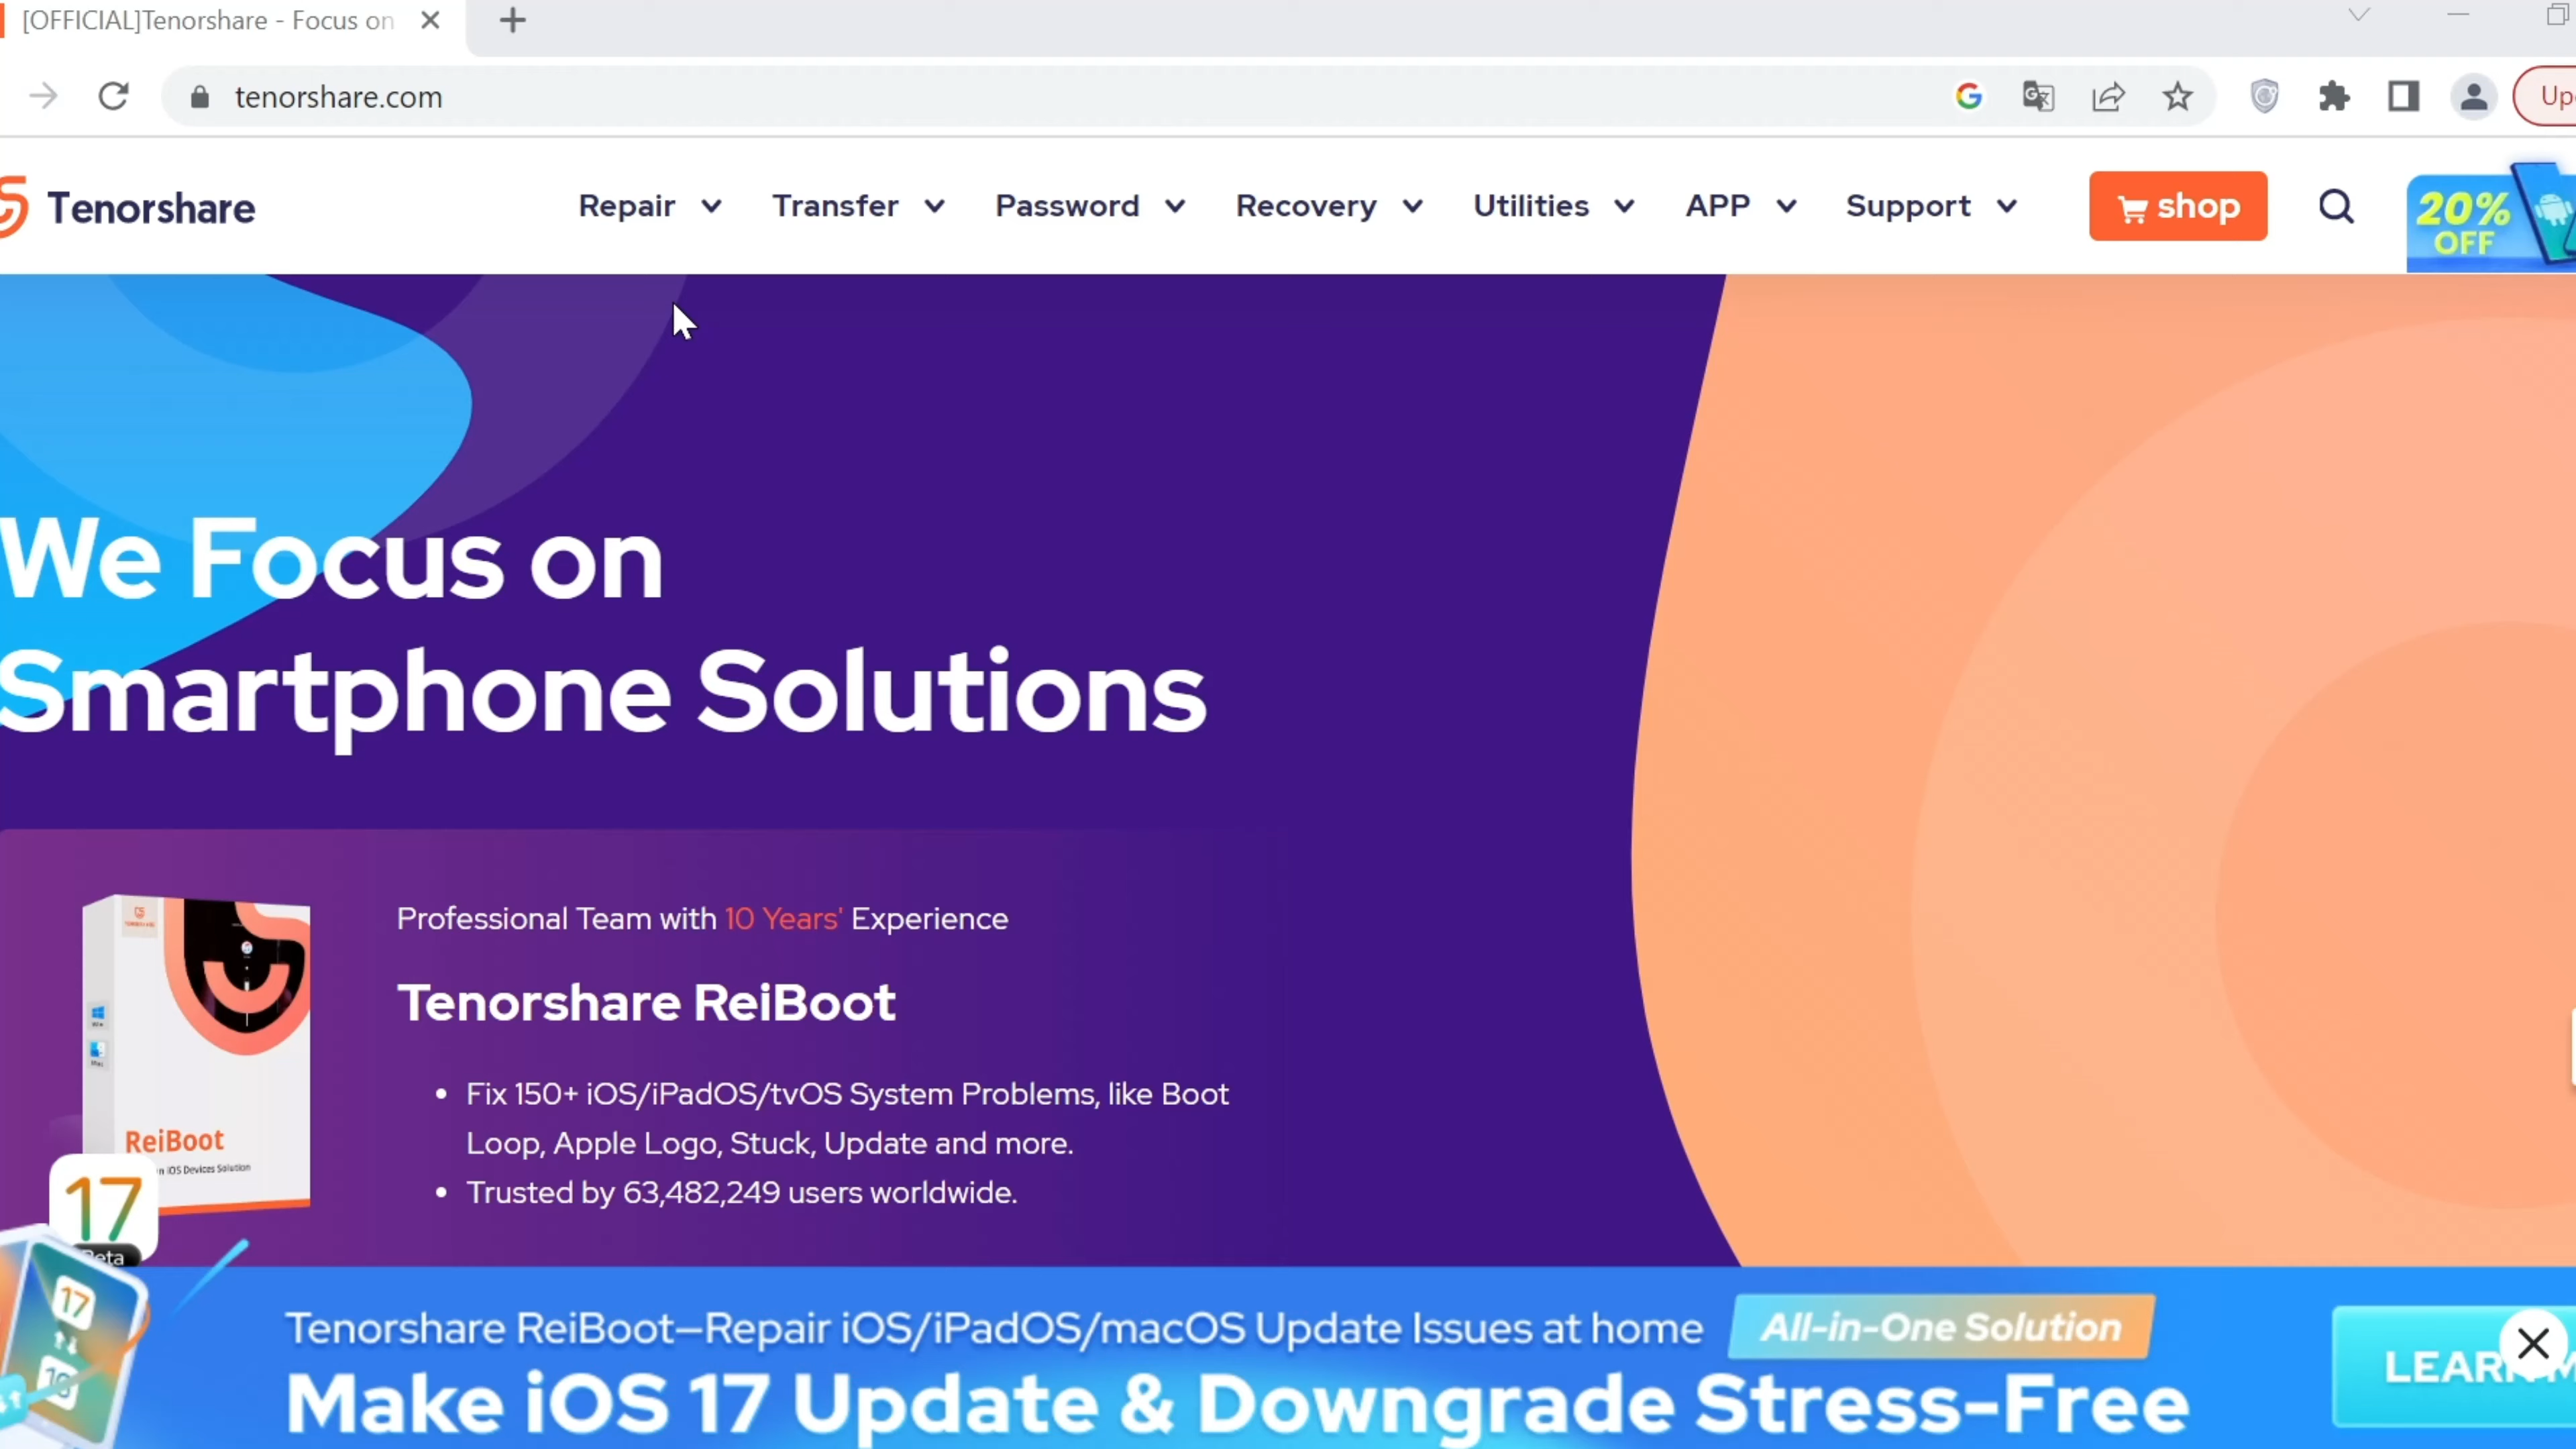 [OFFICIAL]Tenorshare - Focus on
tenorshare.com
Tenorshare
Repair
Transfer
Password
Recovery
Utilities
APP
Support
shop
20%
OFF
We Focus on
Smartphone Solutions
Professional Team with 10 Years' Experience
Tenorshare ReiBoot
• Fix 150+ iOS/iPadOS/tvOS System Problems, like Boot
Loop, Apple Logo, Stuck, Update and more.
• Trusted by 63,482,249 users worldwide.
ReiBoot
iOS Devices Solution
17
17
Tenorshare ReiBoot—Repair iOS/iPadOS/macOS Update Issues at home
All-in-One Solution
Make iOS 17 Update & Downgrade Stress-Free